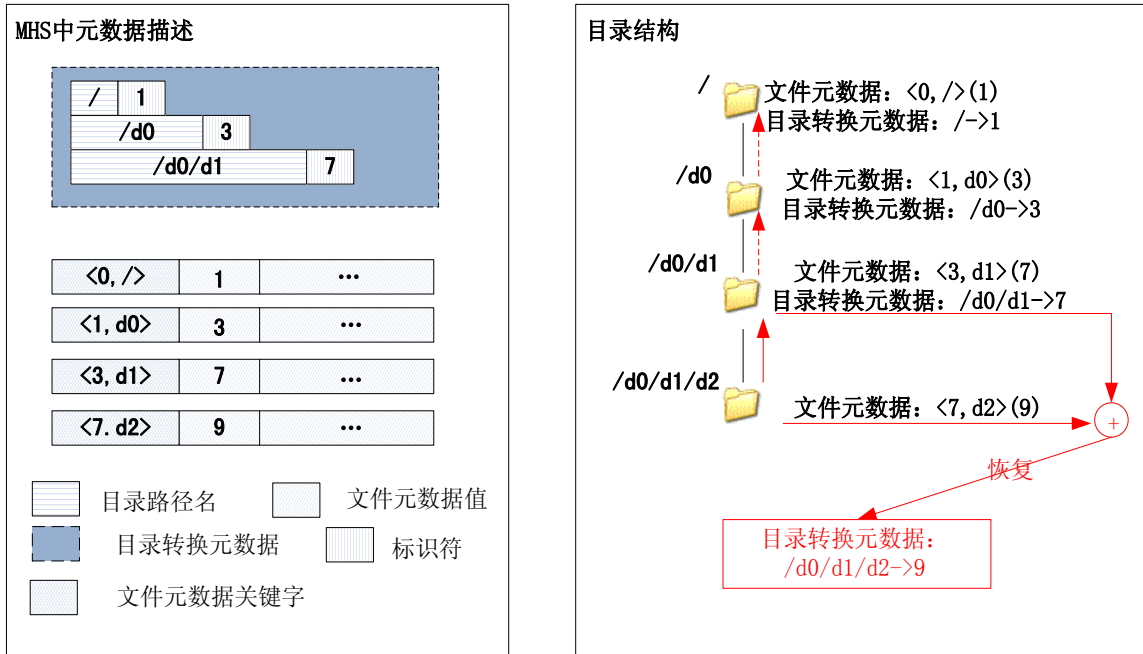 MHS中元数据描述
/ 1
/d0 3
/d0/d1 7
<0,/> 1 …
<1,d0> 3 …
<3,d1> 7 …
<7.d2> 9 …
目录路径名 文件元数据值
目录转换元数据 标识符
文件元数据关键字
目录结构
/ 文件元数据：<0,/>(1)
目录转换元数据：/->1
/d0 文件元数据：<1,d0>(3)
目录转换元数据：/d0->3
/d0/d1 文件元数据：<3,d1>(7)
目录转换元数据：/d0/d1->7
/d0/d1/d2 文件元数据：<7,d2>(9)
+
恢复
目录转换元数据：
/d0/d1/d2->9